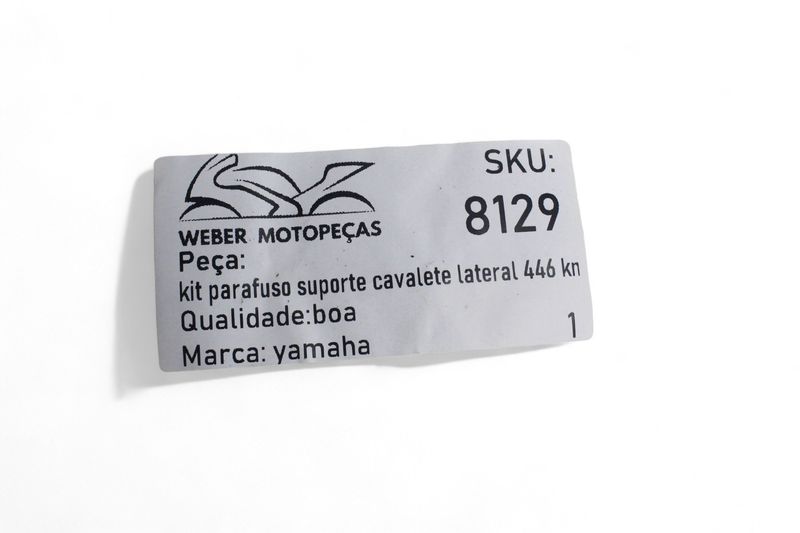 SKU:
8129
WEBER MOTOPEÇAS
Peça:
kit parafuso suporte cavalete lateral 446 kn
Qualidade:boa
1
Marca: yamaha